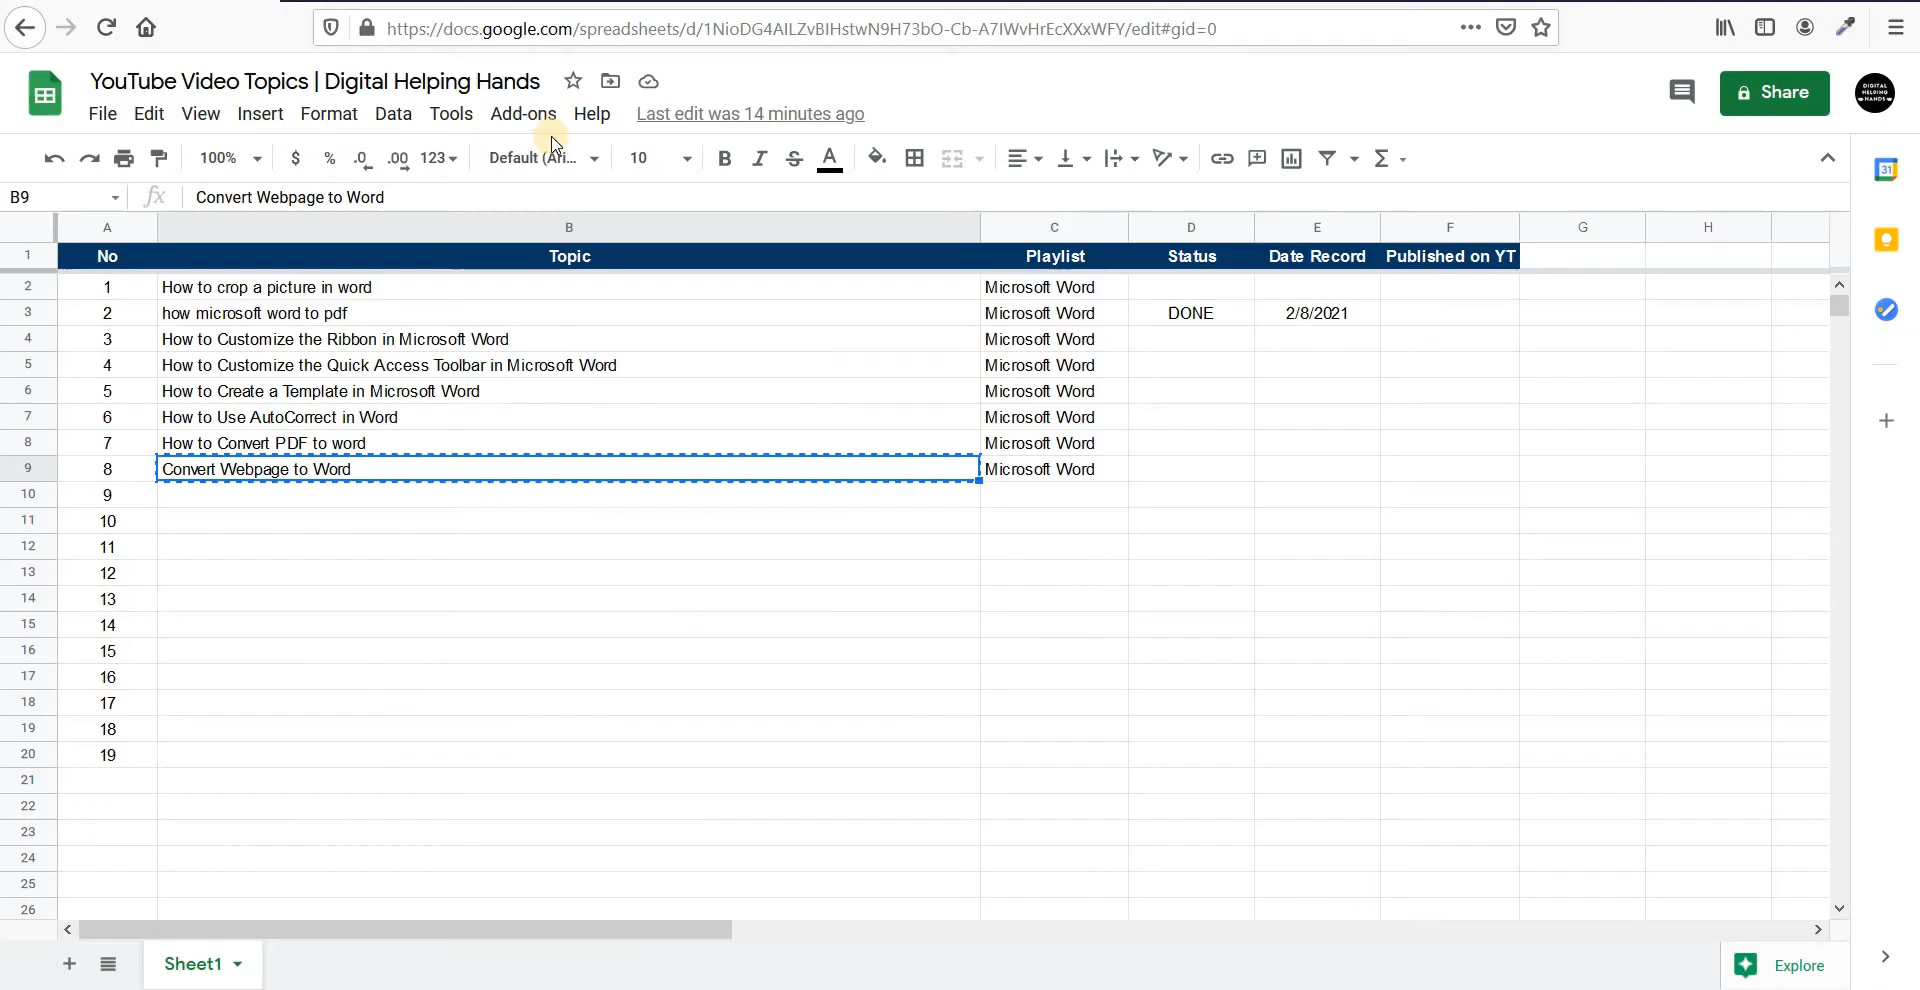 https://docs.google.com/spreadsheets/d/1NioDG4AILZvBIHstwN9H73bO-Cb-A7IWvHrEcXXxWFY/edit#gid=0
YouTube Video Topics | Digital Helping Hands
File Edit View Insert Format Data Tools Add-ons Help Last edit was 14 minutes ago
Share
DIGITAL HELPING HANDS
100% $ % .0 .00 123 Default (Ari... 10 B I S A
31
B9 fx Convert Webpage to Word
A B C D E F G H
1 No Topic Playlist Status Date Record Published on YT
2 1 How to crop a picture in word Microsoft Word
3 2 how microsoft word to pdf Microsoft Word DONE 2/8/2021
4 3 How to Customize the Ribbon in Microsoft Word Microsoft Word
5 4 How to Customize the Quick Access Toolbar in Microsoft Word Microsoft Word
6 5 How to Create a Template in Microsoft Word Microsoft Word
7 6 How to Use AutoCorrect in Word Microsoft Word
8 7 How to Convert PDF to word Microsoft Word
9 8 Convert Webpage to Word Microsoft Word
10 9
11 10
12 11
13 12
14 13
15 14
16 15
17 16
18 17
19 18
20 19
21
22
23
24
25
26
Sheet1
Explore